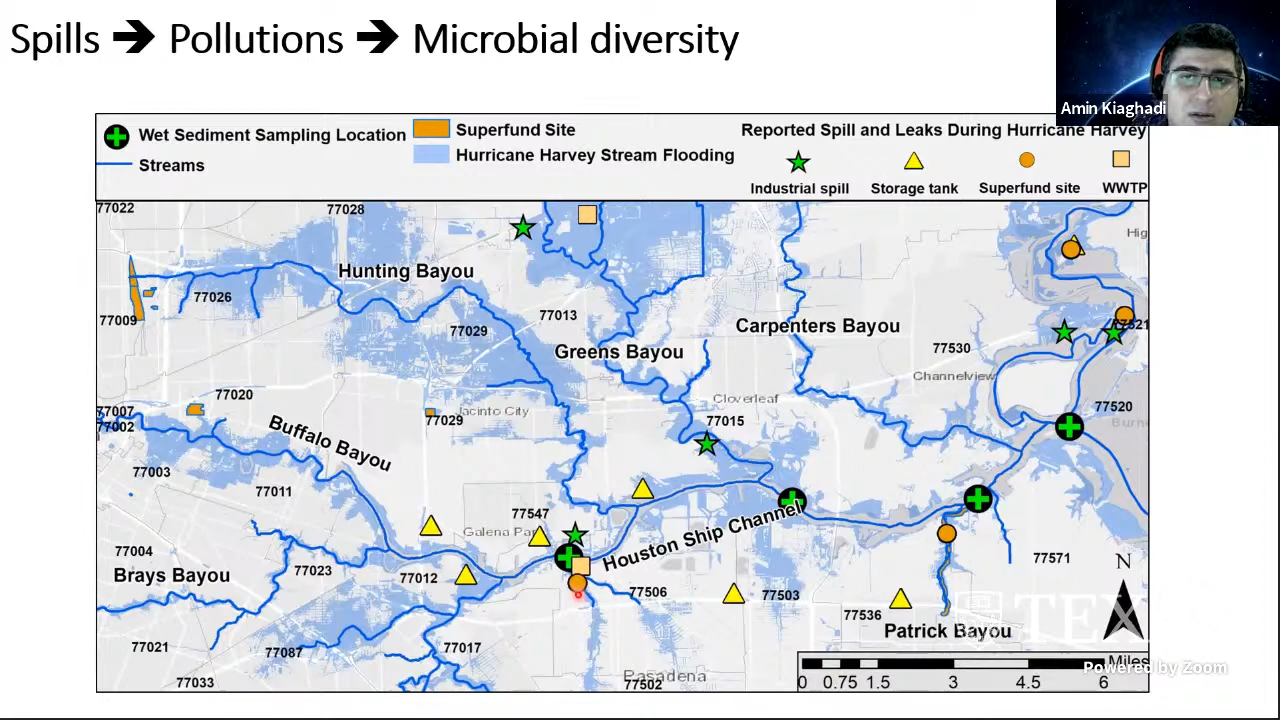 Spills 🡺 Pollutions 🡺 Microbial diversity
Amin Kiaghadi
Wet Sediment Sampling Location
Streams
Superfund Site
Hurricane Harvey Stream Flooding
Reported Spill and Leaks During Hurricane Harvey
Industrial spill
Storage tank
Superfund site
WWTP
77022
77028
Hig
Hunting Bayou
77026
77009
77029
77013
Greens Bayou
Carpenters Bayou
77530
Channelview
Cloverleaf
77020
77007
77002
77029
Jacinto City
77015
77520
Buffalo Bayou
77003
77011
77547
Galena Par
Houston Ship Channel
77004
Brays Bayou
77023
77012
77506
77503
77571
N
77536
Patrick Bayou
TEX
77021
77087
77017
Pasadena
77502
77033
Miles
Powered by Zoom
0 0.75 1.5 3 4.5 6